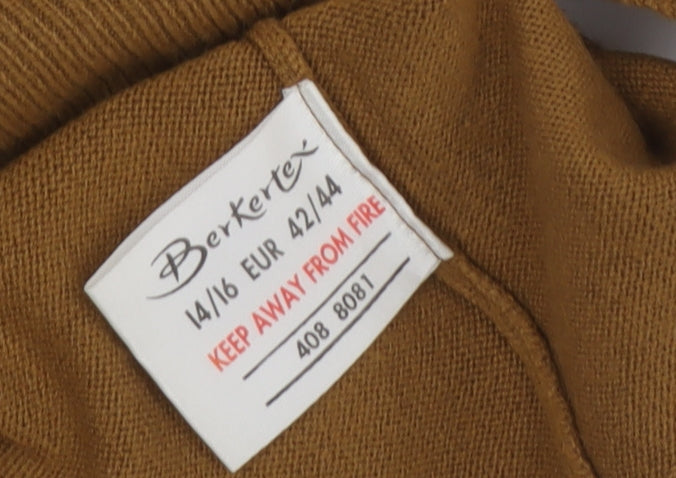 Berkertex
14/16 EUR 42/44
KEEP AWAY FROM FIRE
408 8081